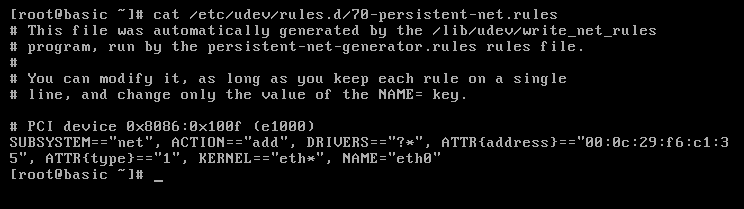 [root@basic ~]# cat /etc/udev/rules.d/70-persistent-net.rules
# This file was automatically generated by the /lib/udev/write_net_rules
# program, run by the persistent-net-generator.rules rules file.
#
# You can modify it, as long as you keep each rule on a single
# line, and change only the value of the NAME= key.

# PCI device 0x8086:0x100f (e1000)
SUBSYSTEM=="net", ACTION=="add", DRIVERS=="?*", ATTR{address}=="00:0c:29:f6:c1:3
5", ATTR{type}=="1", KERNEL=="eth*", NAME="eth0"
[root@basic ~]# _